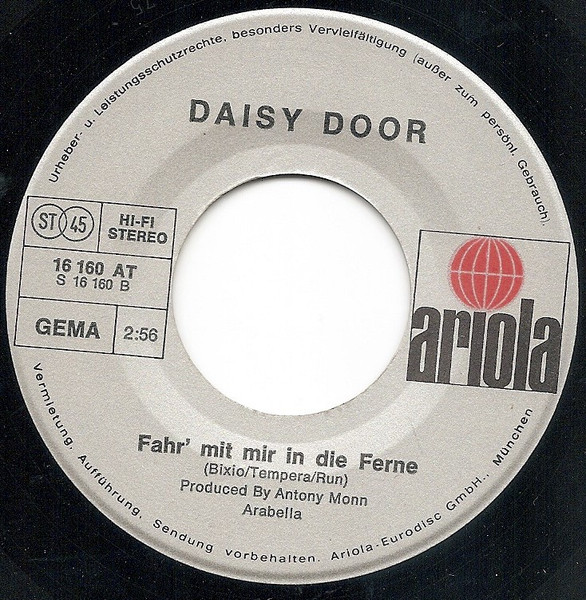 Urheber- u. Leistungsschutzrechte, besonders Vervielfältigung (außer zum persönl. Gebrauch).
DAISY DOOR
ST 45
HI-FI
STEREO
16 160 AT
S 16 160 B
GEMA
2:56
ariola
Fahr' mit mir in die Ferne
(Bixio/Tempera/Run)
Produced By Antony Monn
Arabella
Vermietung, Aufführung, Sendung vorbehalten. Ariola-Eurodisc GmbH., München